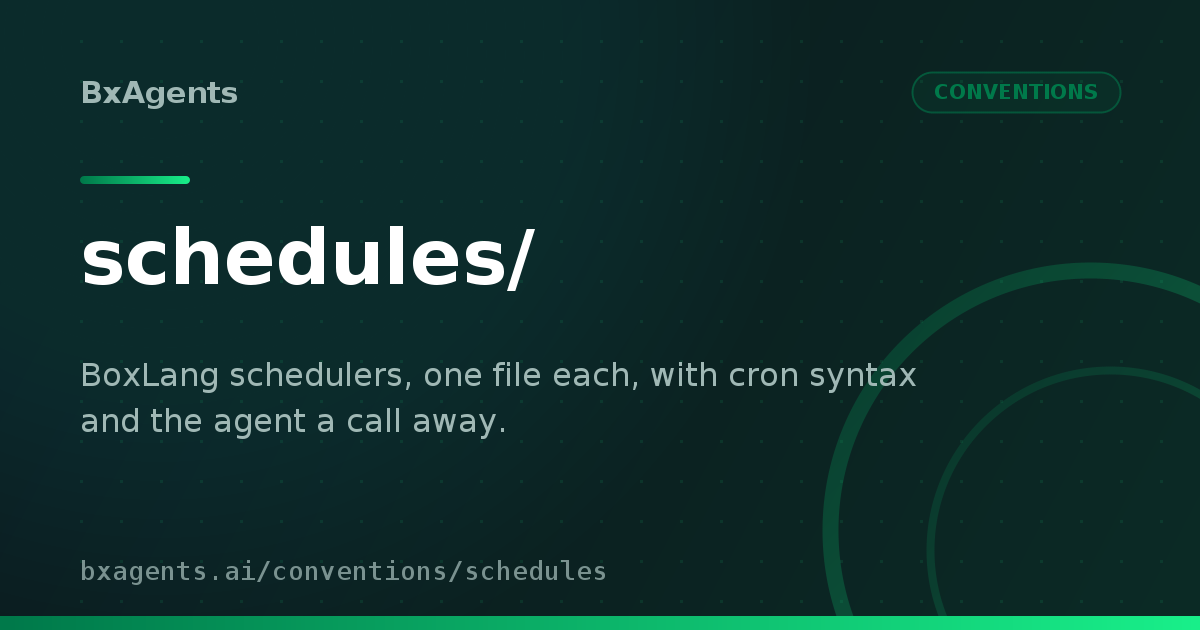 BxAgents
CONVENTIONS
schedules/
BoxLang schedulers, one file each, with cron syntax
and the agent a call away.
bxagents.ai/conventions/schedules